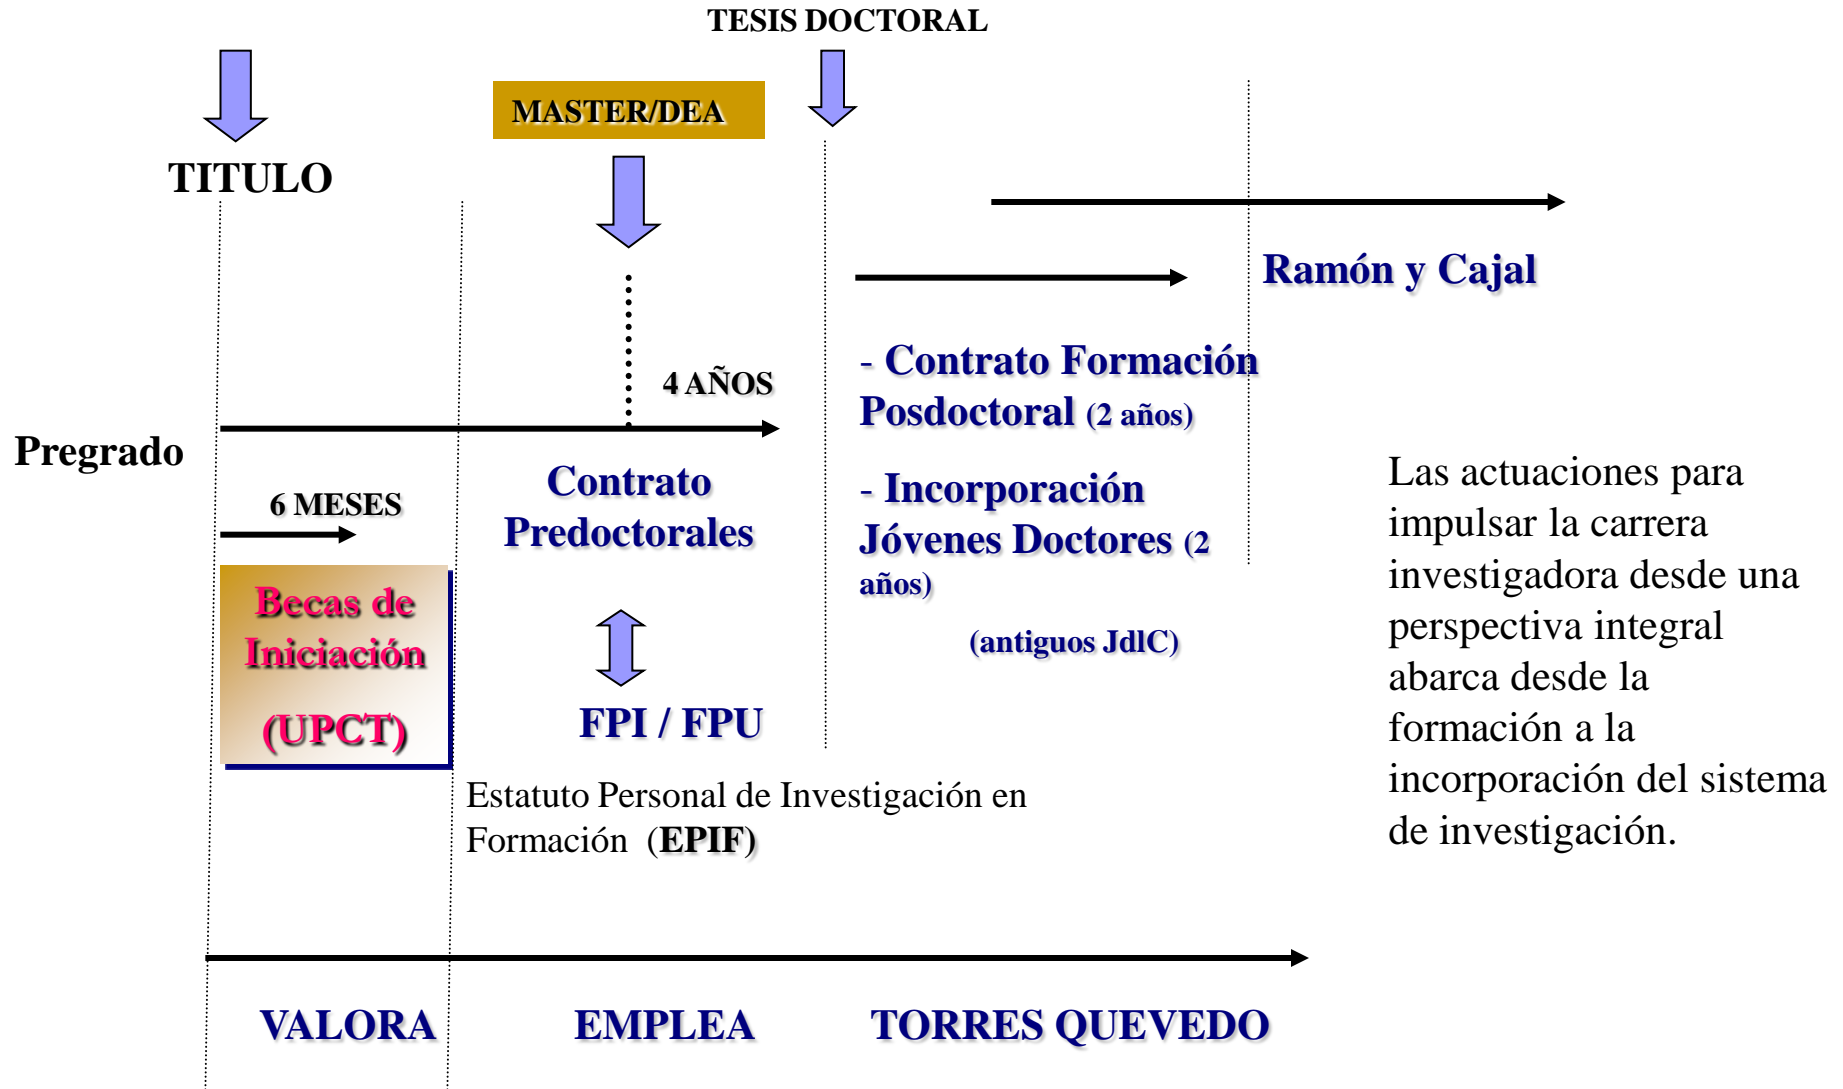 TESIS DOCTORAL
MASTER/DEA
TITULO
Ramón y Cajal
4 AÑOS
- Contrato Formación
Posdoctoral (2 años)
Pregrado
6 MESES
Contrato
Predoctorales
- Incorporación
Jóvenes Doctores (2
años)
(antiguos JdlC)
Becas de
Iniciación
(UPCT)
FPI / FPU
Estatuto Personal de Investigación en
Formación (EPIF)
Las actuaciones para
impulsar la carrera
investigadora desde una
perspectiva integral
abarca desde la
formación a la
incorporación del sistema
de investigación.
VALORA
EMPLEA
TORRES QUEVEDO